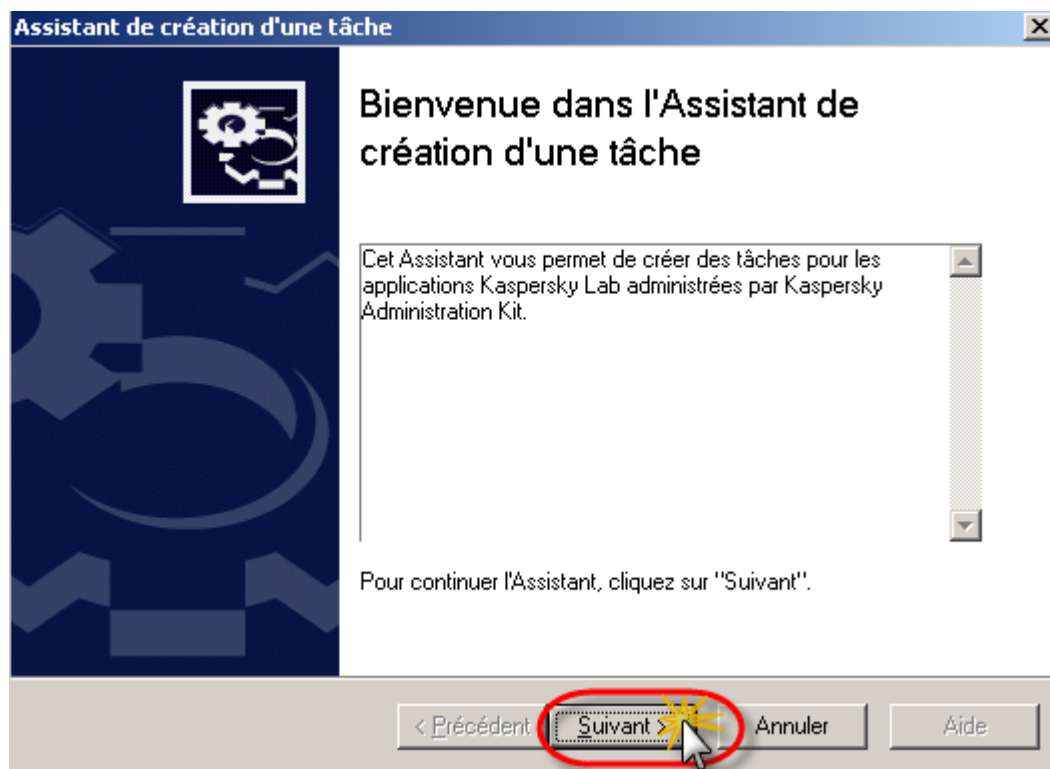 Assistant de création d'une tâche
Bienvenue dans l'Assistant de
création d'une tâche
Cet Assistant vous permet de créer des tâches pour les
applications Kaspersky Lab administrées par Kaspersky
Administration Kit.
Pour continuer l'Assistant, cliquez sur "Suivant".
< Précédent Suivant > Annuler Aide